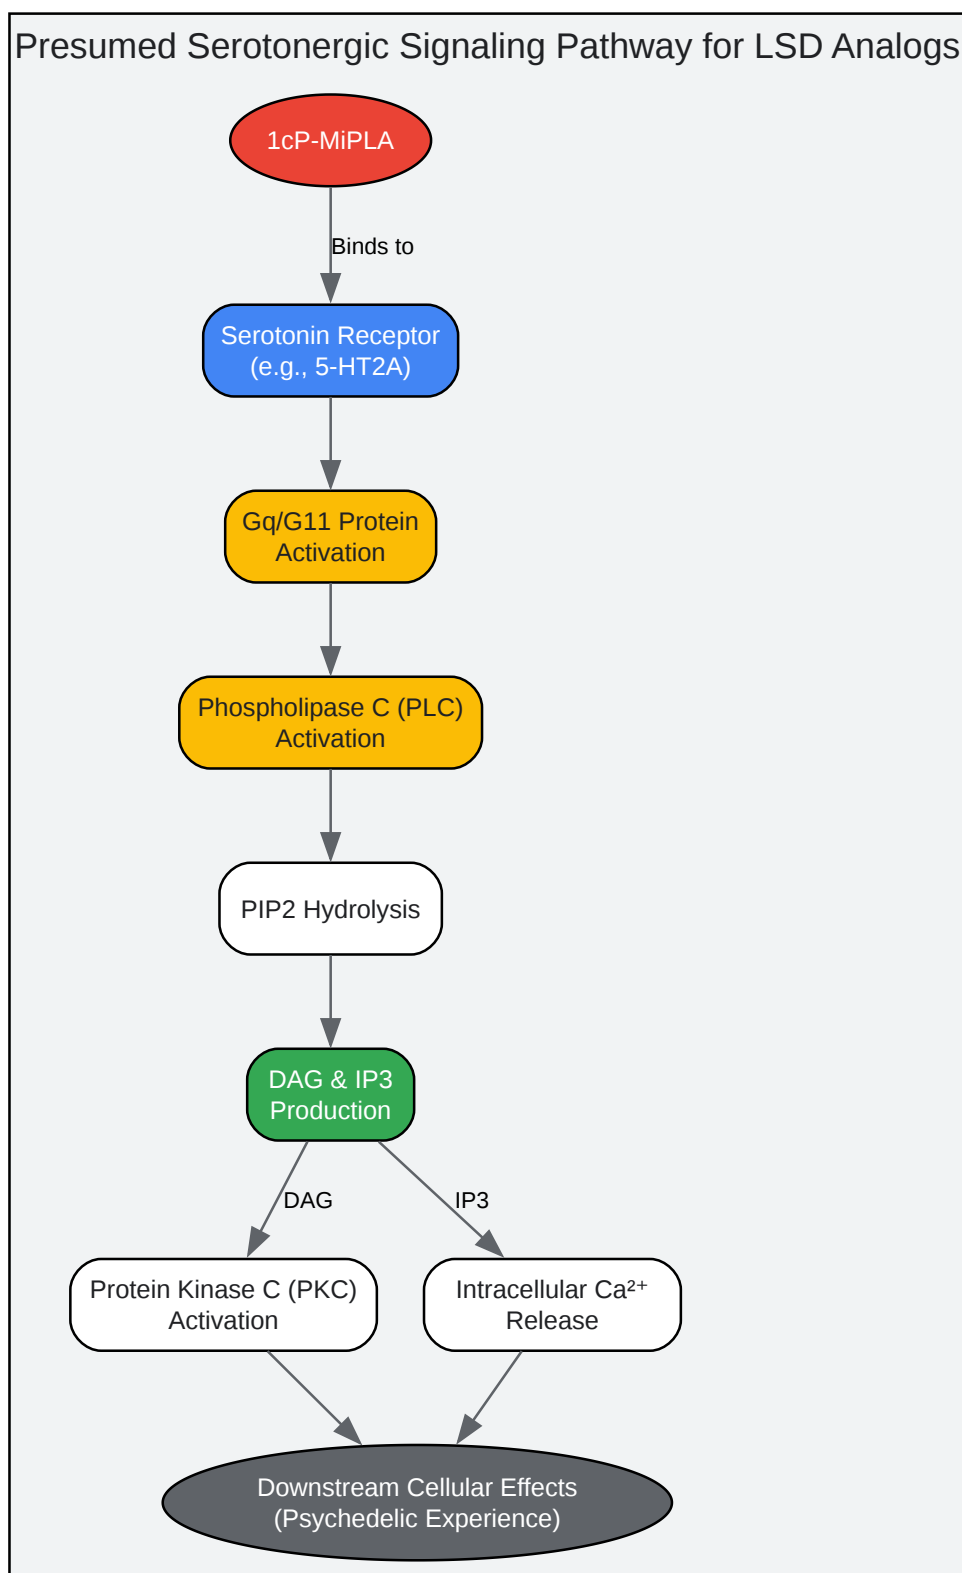 Presumed Serotonergic Signaling Pathway for LSD Analogs
1cP-MiPLA
Binds to
Serotonin Receptor
(e.g., 5-HT2A)
Gq/G11 Protein
Activation
Phospholipase C (PLC)
Activation
PIP2 Hydrolysis
DAG & IP3
Production
DAG
IP3
Protein Kinase C (PKC)
Activation
Intracellular Ca²⁺
Release
Downstream Cellular Effects
(Psychedelic Experience)